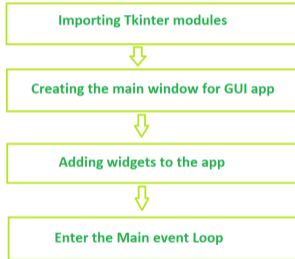 Importing Tkinter modules
Creating the main window for GUI app
Adding widgets to the app
Enter the Main event Loop